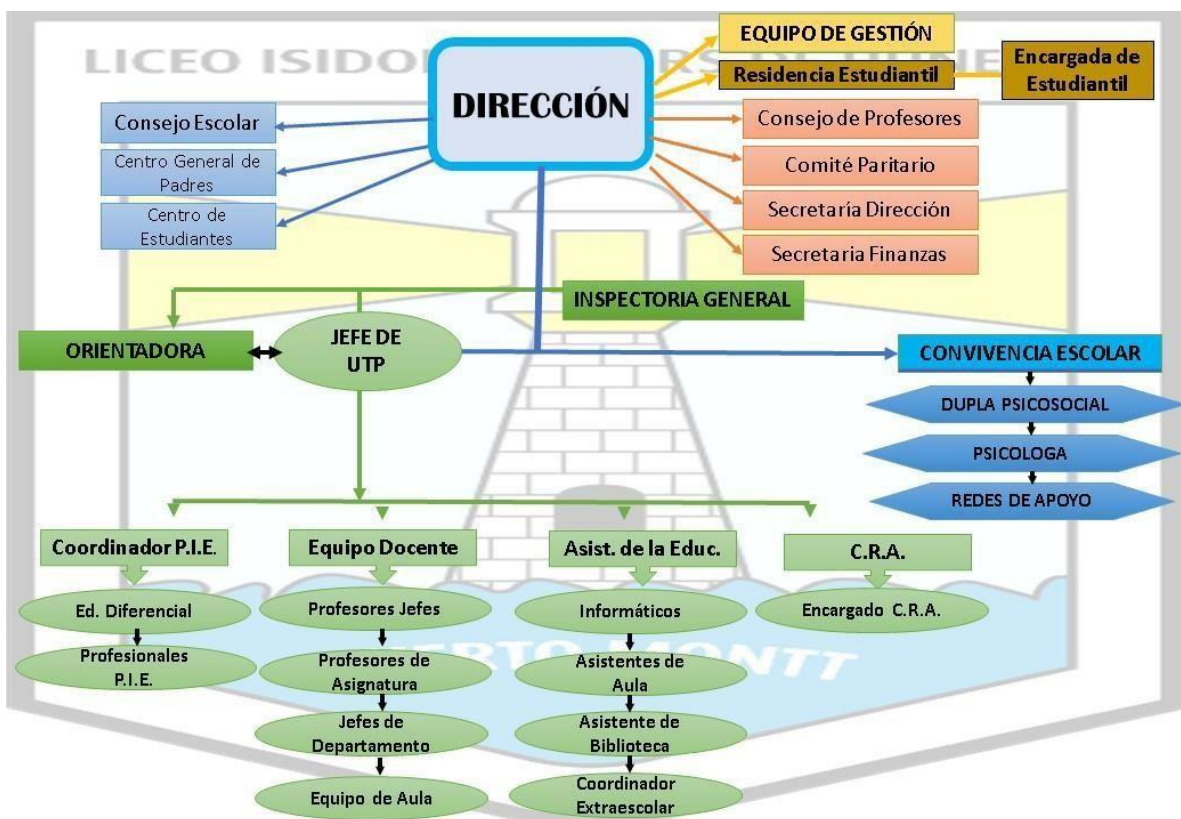 LICEO ISIDOR
DIRECCIÓN
EQUIPO DE GESTIÓN
Residencia Estudiantil
Encargada de
Estudiantil
Consejo Escolar
Centro General de
Padres
Centro de
Estudiantes
Consejo de Profesores
Comité Paritario
Secretaría Dirección
Secretaria Finanzas
INSPECTORIA GENERAL
ORIENTADORA
JEFE DE
UTP
CONVIVENCIA ESCOLAR
DUPLA PSICOSOCIAL
PSICOLOGA
REDES DE APOYO
Coordinador P.I.E.
Equipo Docente
Asist. de la Educ.
C.R.A.
Ed. Diferencial
Profesores Jefes
Informáticos
Encargado C.R.A.
Profesionales
P.I.E.
Profesores de
Asignatura
Asistentes de
Aula
MONTT
Jefes de
Departamento
Asistente de
Biblioteca
Equipo de Aula
Coordinador
Extraescolar